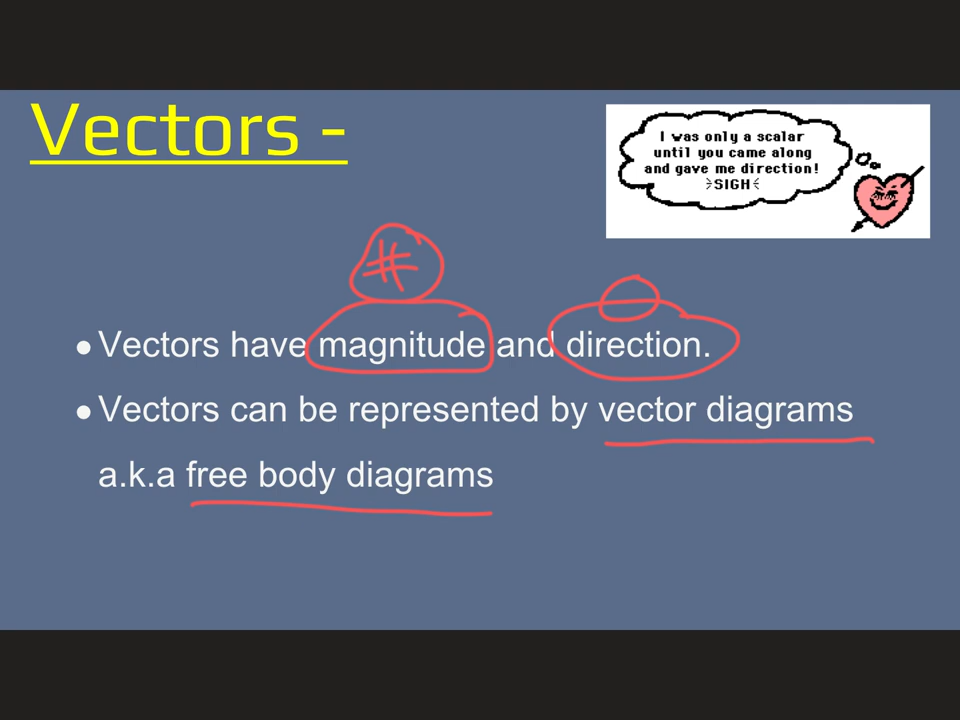 Vectors -
I was only a scalar
until you came along
and gave me direction!
SIGH
#
• Vectors have magnitude and direction.
• Vectors can be represented by vector diagrams
a.k.a free body diagrams